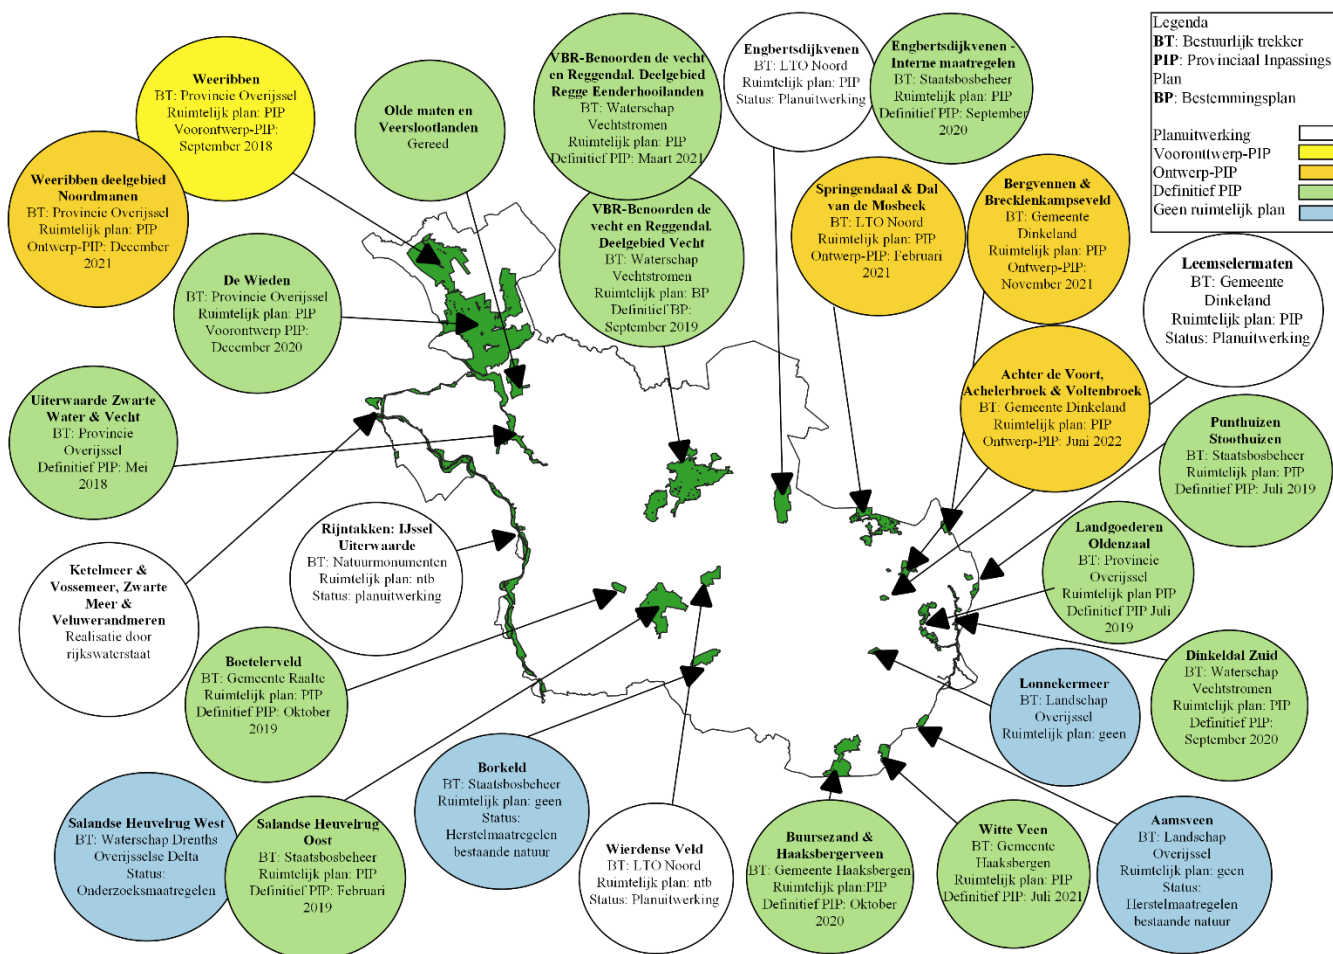 Weeribben
BT: Provincie Overijssel
Ruimtelijk plan: PIP
Voorontwerp-PIP:
September 2018
Weeribben deelgebied
Noordmanen
BT: Provincie Overijssel
Ruimtelijk plan: PIP
Ontwerp-PIP: December
2021
Olde maten en
Veerslootlanden
Gereed
VBR-Benoorden de vecht
en Reggendal. Deelgebied
Regge Eenderhooilanden
BT: Waterschap
Vechtstromen
Ruimtelijk plan: PIP
Definitief PIP: Maart 2021
VBR-Benoorden de
vecht en Reggendal.
Deelgebied Vecht
BT: Waterschap
Vechtstromen
Ruimtelijk plan: BP
Definitief BP:
September 2019
Engbertsdijkvenen
BT: LTO Noord
Ruimtelijk plan: PIP
Status: Planuitwerking
Engbertsdijkvenen -
Interne maatregelen
BT: Staatsbosbeheer
Ruimtelijk plan: PIP
Definitief PIP: September
2020
Legenda
BT: Bestuurlijk trekker
PIP: Provinciaal Inpassings
Plan
BP: Bestemmingsplan
Planuitwerking
Vooronttwerp-PIP
Ontwerp-PIP
Definitief PIP
Geen ruimtelijk plan
Springendaal & Dal
van de Mosbeek
BT: LTO Noord
Ruimtelijk plan: PIP
Ontwerp-PIP: Februari
2021
Bergvennen &
Brecklenkampseveld
BT: Gemeente
Dinkeland
Ruimtelijk plan: PIP
Ontwerp-PIP:
November 2021
Leemselermaten
BT: Gemeente
Dinkeland
Ruimtelijk plan: PIP
Status: Planuitwerking
De Wieden
BT: Provincie Overijssel
Ruimtelijk plan: PIP
Voorontwerp PIP:
December 2020
Achter de Voort,
Achelerbroek & Voltenbroek
BT: Gemeente Dinkeland
Ruimtelijk plan: PIP
Ontwerp-PIP: Juni 2022
Uiterwaarde Zwarte
Water & Vecht
BT: Provincie
Overijssel
Definitief PIP: Mei
2018
Punthuizen
Stoothuizen
BT: Staatsbosbeheer
Ruimtelijk plan: PIP
Definitief PIP: Juli 2019
Rijntakken: IJssel
Uiterwaarde
BT: Natuurmonumenten
Ruimtelijk plan: ntb
Status: planuitwerking
Landgoederen
Oldenzaal
BT: Provincie
Overijssel
Ruimtelijk plan PIP
Definitief PIP Juli
2019
Ketelmeer &
Vossemeer, Zwarte
Meer &
Veluwerandmeren
Realisatie door
rijkswaterstaat
Boetelerveld
BT: Gemeente Raalte
Ruimtelijk plan: PIP
Definitief PIP: Oktober
2019
Lonnekermeer
BT: Landschap
Overijssel
Ruimtelijk plan: geen
Dinkeldal Zuid
BT: Waterschap
Vechtstromen
Ruimtelijk plan: PIP
Definitief PIP:
September 2020
Borkeld
BT: Staatsbosbeheer
Ruimtelijk plan: geen
Status:
Herstelmaatregelen
bestaande natuur
Salandse Heuvelrug West
BT: Waterschap Drenths
Overijsselse Delta
Status:
Onderzoeksmaatregelen
Salandse Heuvelrug
Oost
BT: Staatsbosbeheer
Ruimtelijk plan: PIP
Definitief PIP: Februari
2019
Wierdense Veld
BT: LTO Noord
Ruimtelijk plan: ntb
Status: Planuitwerking
Buursezand &
Haaksbergerveen
BT: Gemeente Haaksbergen
Ruimtelijk plan:PIP
Definitief PIP: Oktober
2020
Witte Veen
BT: Gemeente
Haaksbergen
Ruimtelijk plan: PIP
Definitief PIP: Juli 2021
Aamsveen
BT: Landschap
Overijssel
Ruimtelijk plan: geen
Status:
Herstelmaatregelen
bestaande natuur